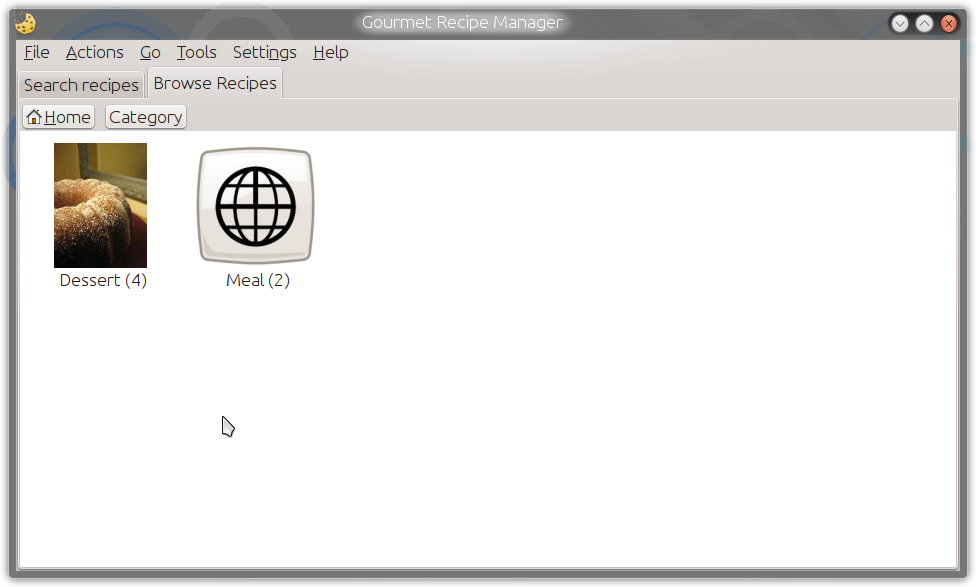 Gourmet Recipe Manager
File Actions Go Tools Settings Help
Search recipes Browse Recipes
Home Category
Dessert (4) Meal (2)